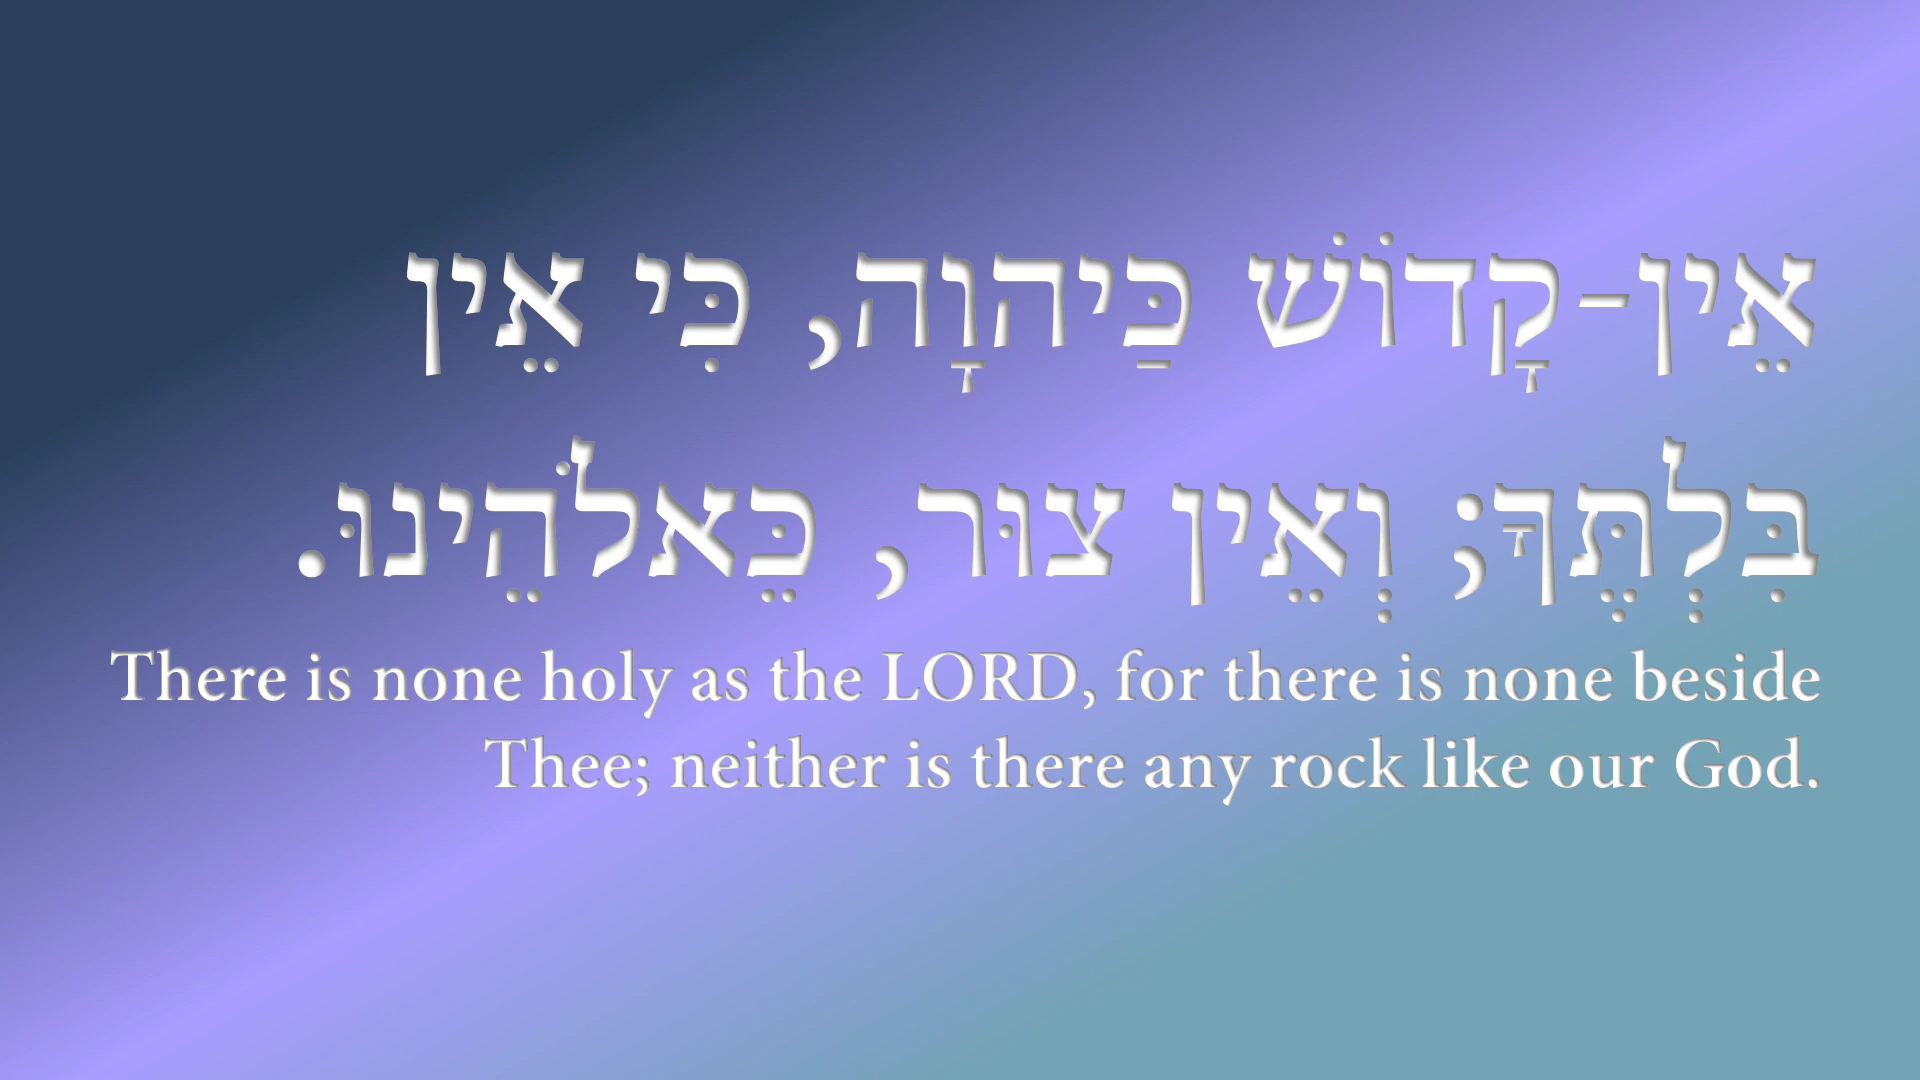 אֵין-קָדוֹשׁ כַּיהוָה, כִּי אֵין
בִּלְתֶּךָ; וְאֵין צוּר, כֵּאלֹהֵינוּ.
There is none holy as the LORD, for there is none beside
Thee; neither is there any rock like our God.